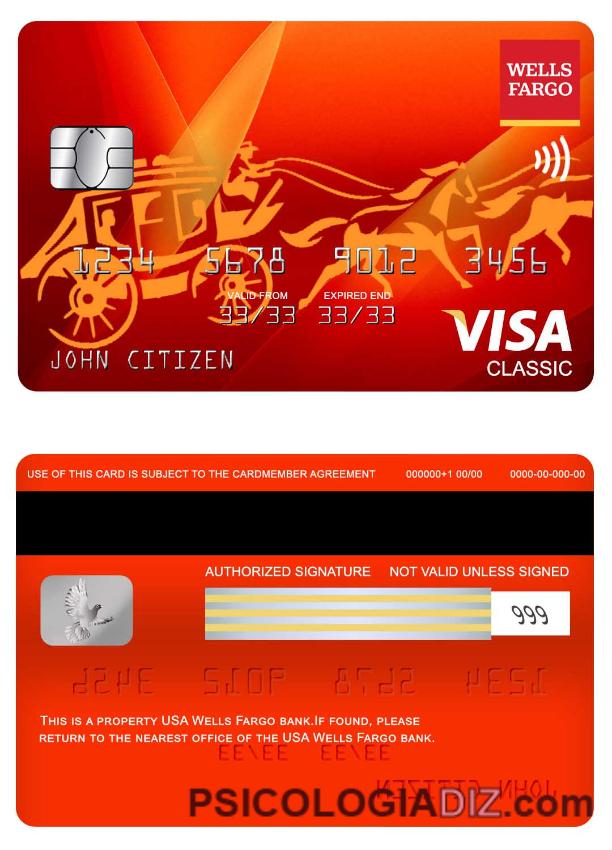 WELLS
FARGO
1234 5678 9012 3456
VALID FROM EXPIRED END
33/33 33/33
VISA
JOHN CITIZEN
CLASSIC
USE OF THIS CARD IS SUBJECT TO THE CARDMEMBER AGREEMENT 000000+1 00/00 0000-00-000-00
AUTHORIZED SIGNATURE NOT VALID UNLESS SIGNED
999
THIS IS A PROPERTY USA WELLS FARGO BANK.IF FOUND, PLEASE
RETURN TO THE NEAREST OFFICE OF THE USA WELLS FARGO BANK.
PSICOLOGIADIZ.com